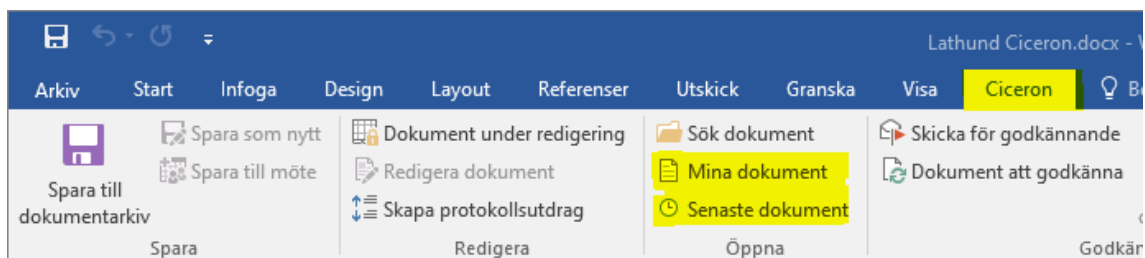 Lathund Ciceron.docx -
Arkiv Start Infoga Design Layout Referenser Utskick Granska Visa Ciceron
Spara som nytt Dokument under redigering Sök dokument Skicka för godkännande
Spara till möte Redigera dokument Mina dokument Dokument att godkänna
Spara till
dokumentarkiv Skapa protokollsutdrag Senaste dokument
Spara Redigera Öppna Godkän